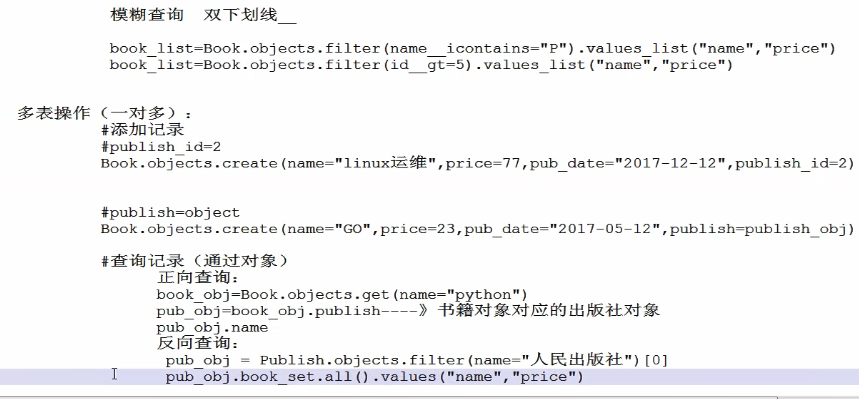 模糊查询 双下划线__
book_list=Book.objects.filter(name__icontains="P").values_list("name","price")
book_list=Book.objects.filter(id__gt=5).values_list("name","price")
多表操作（一对多）：
#添加记录
#publish_id=2
Book.objects.create(name="linux运维",price=77,pub_date="2017-12-12",publish_id=2)
#publish=object
Book.objects.create(name="GO",price=23,pub_date="2017-05-12",publish=publish_obj)
#查询记录（通过对象）
正向查询：
book_obj=Book.objects.get(name="python")
pub_obj=book_obj.publish----》书籍对象对应的出版社对象
pub_obj.name
反向查询：
pub_obj = Publish.objects.filter(name="人民出版社")[0]
pub_obj.book_set.all().values("name","price")